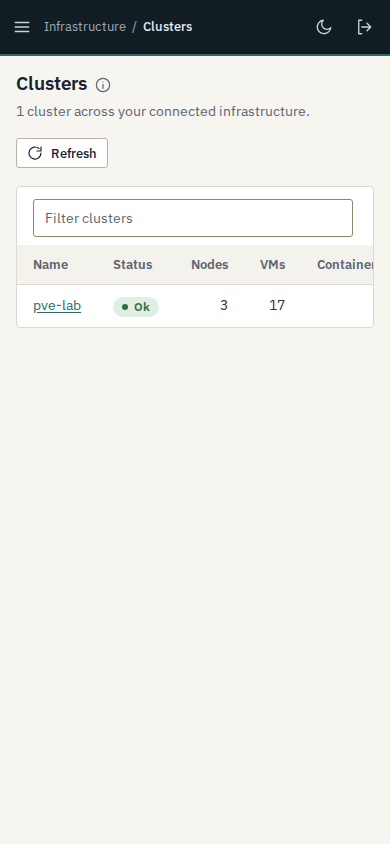 Infrastructure / Clusters
Clusters
1 cluster across your connected infrastructure.
Refresh
Filter clusters
Name Status Nodes VMs Container
pve-lab Ok 3 17